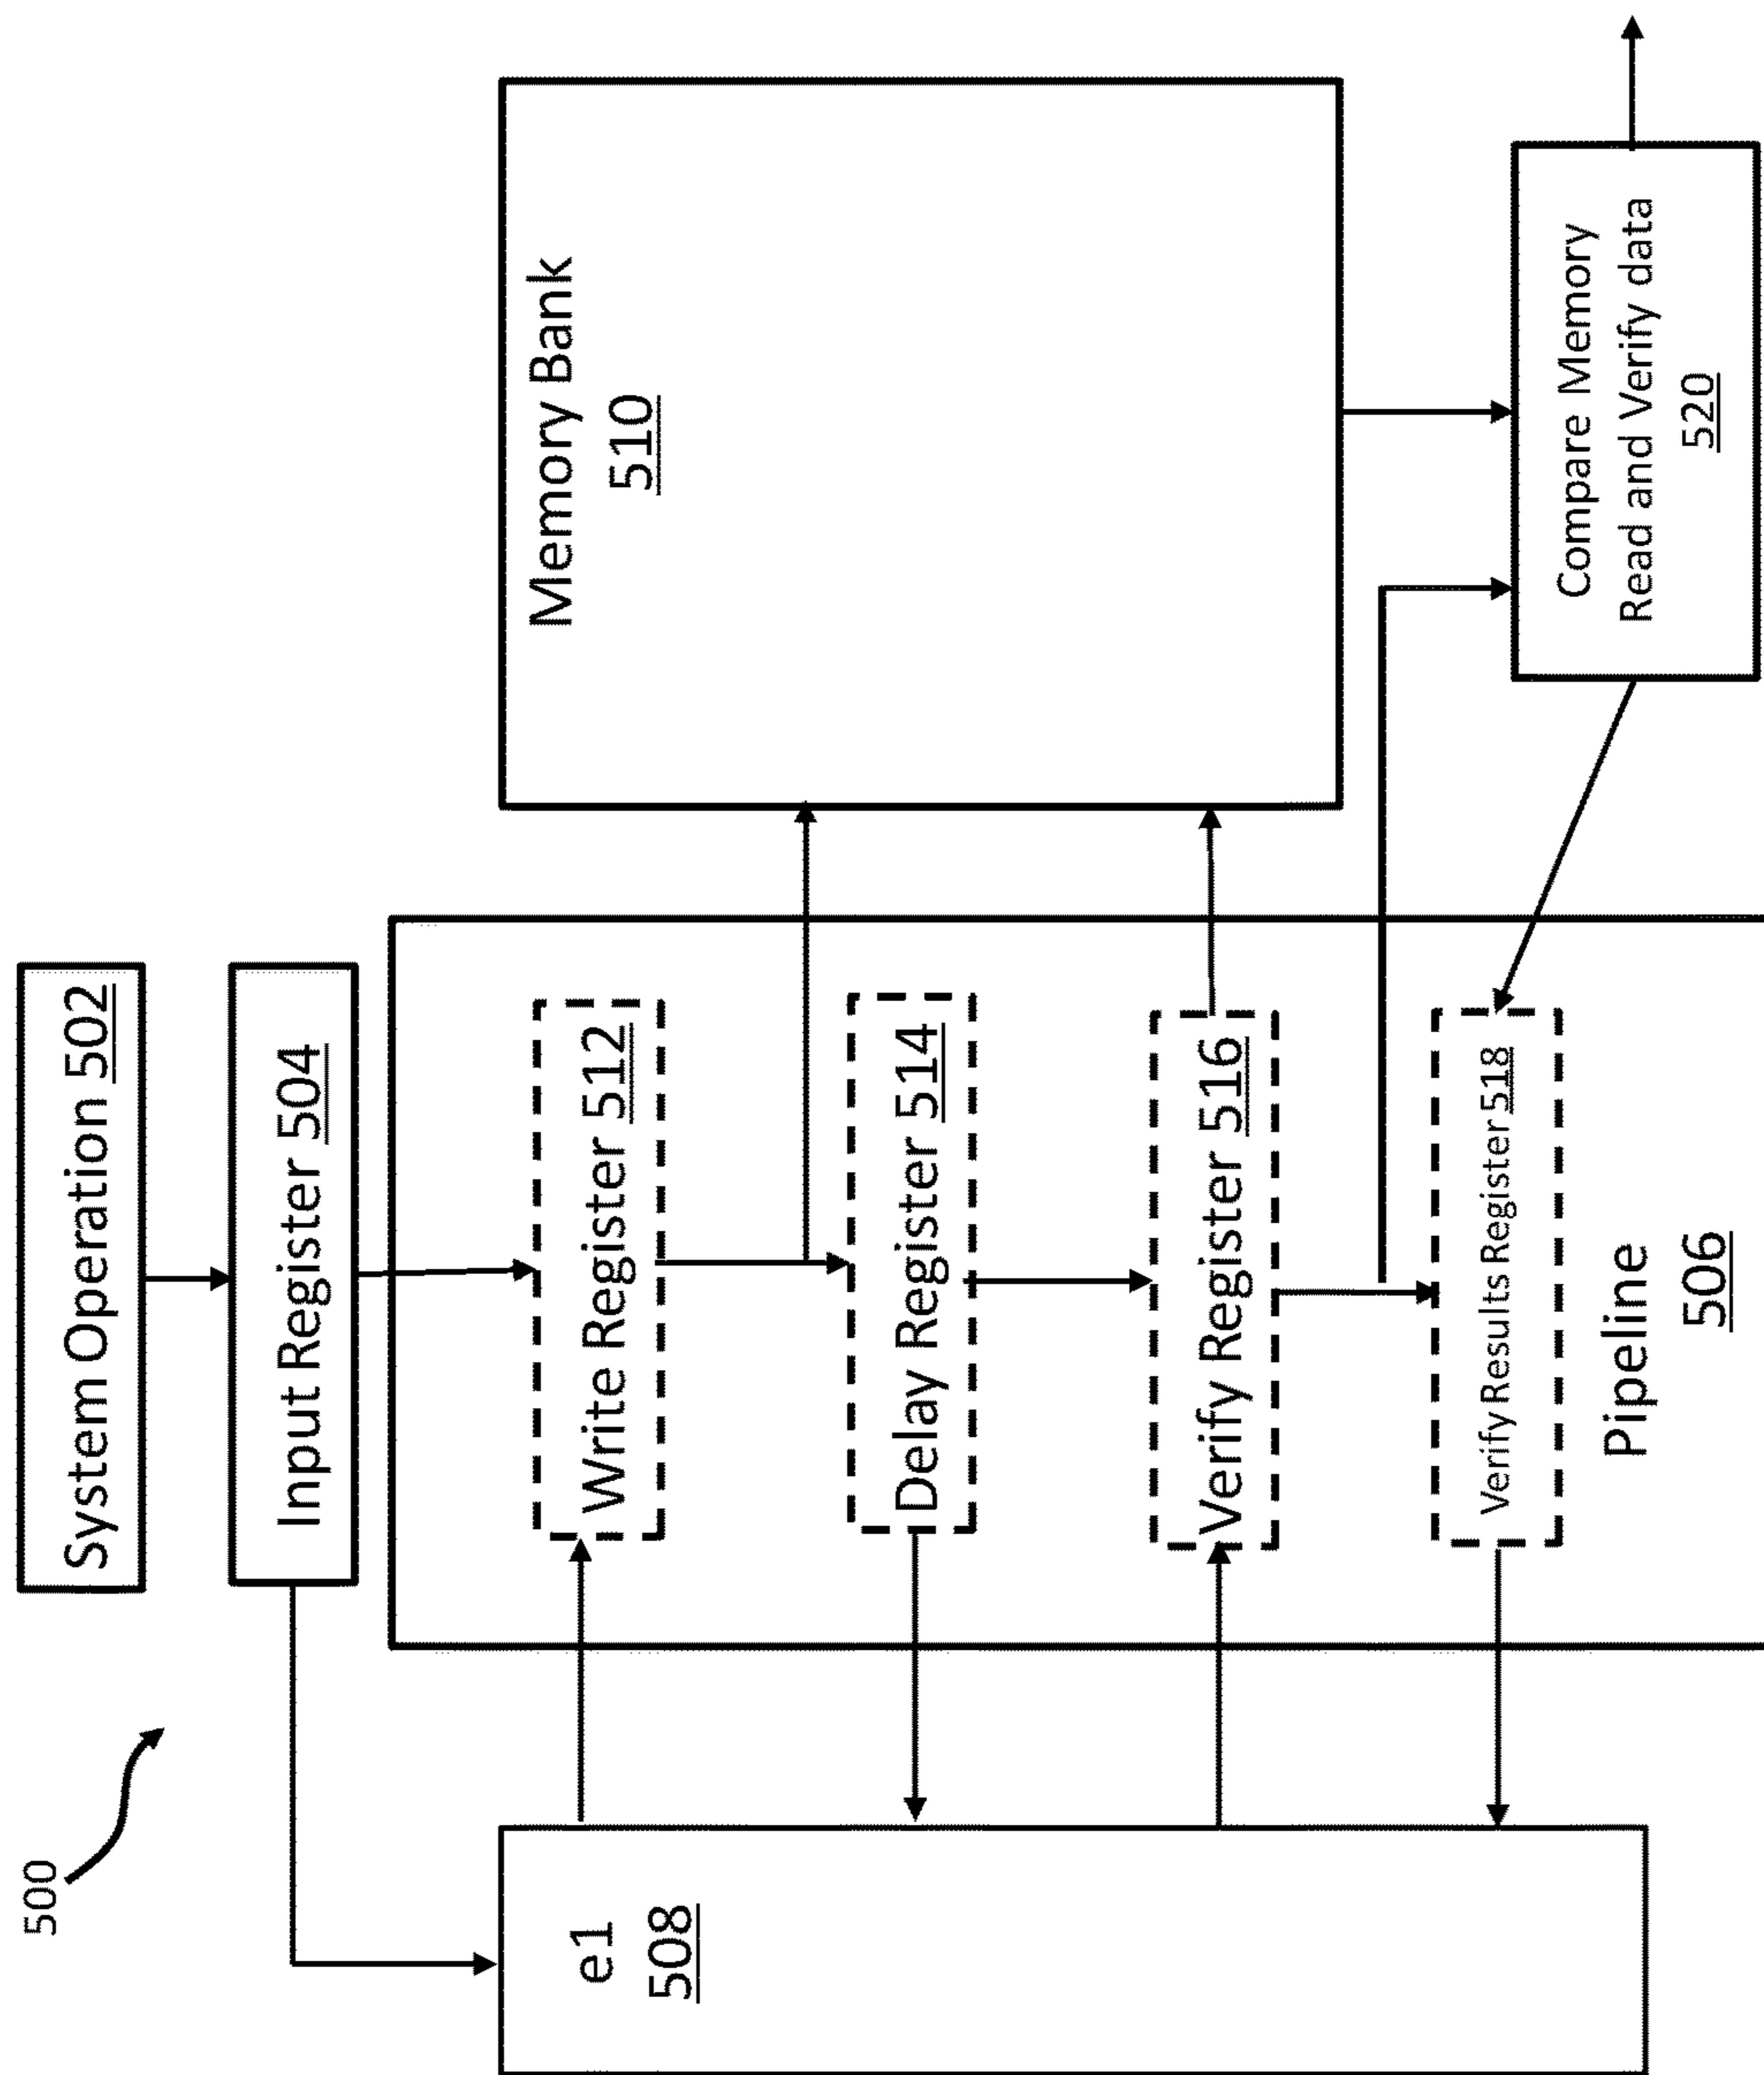 500
System Operation 502
Input Register 504
e1
508
Write Register 512
Delay Register 514
Verify Register 516
Verify Results Register 518
Pipeline
506
Memory Bank
510
Compare Memory
Read and Verify data
520